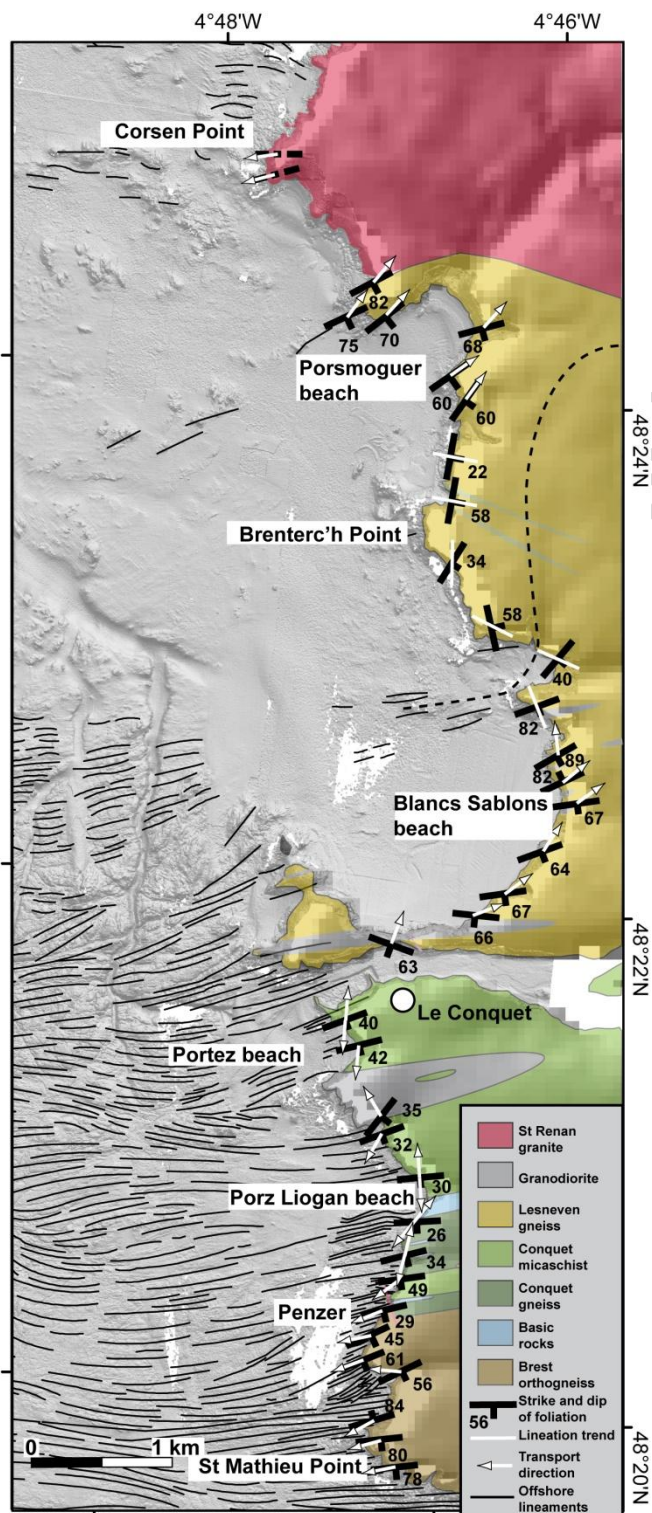 4°48'W
4°46'W
Corsen Point
82
75
70
68
Porsmoguer
beach
60
60
48°24'N
22
Brenterc'h Point
58
34
58
40
82
89
82
Blancs Sablons
beach
67
64
67
66
48°22'N
63
Le Conquet
40
Portez beach
42
35
32
Porz Liogan beach
30
26
34
49
Penzer
29
45
61
56
84
0
1 km
St Mathieu Point
80
78
48°20'N
St Renan
granite
Granodiorite
Lesneven
gneiss
Conquet
micaschist
Conquet
gneiss
Basic
rocks
Brest
orthogneiss
56
Strike and dip
of foliation
Lineation trend
Transport
direction
Offshore
lineaments